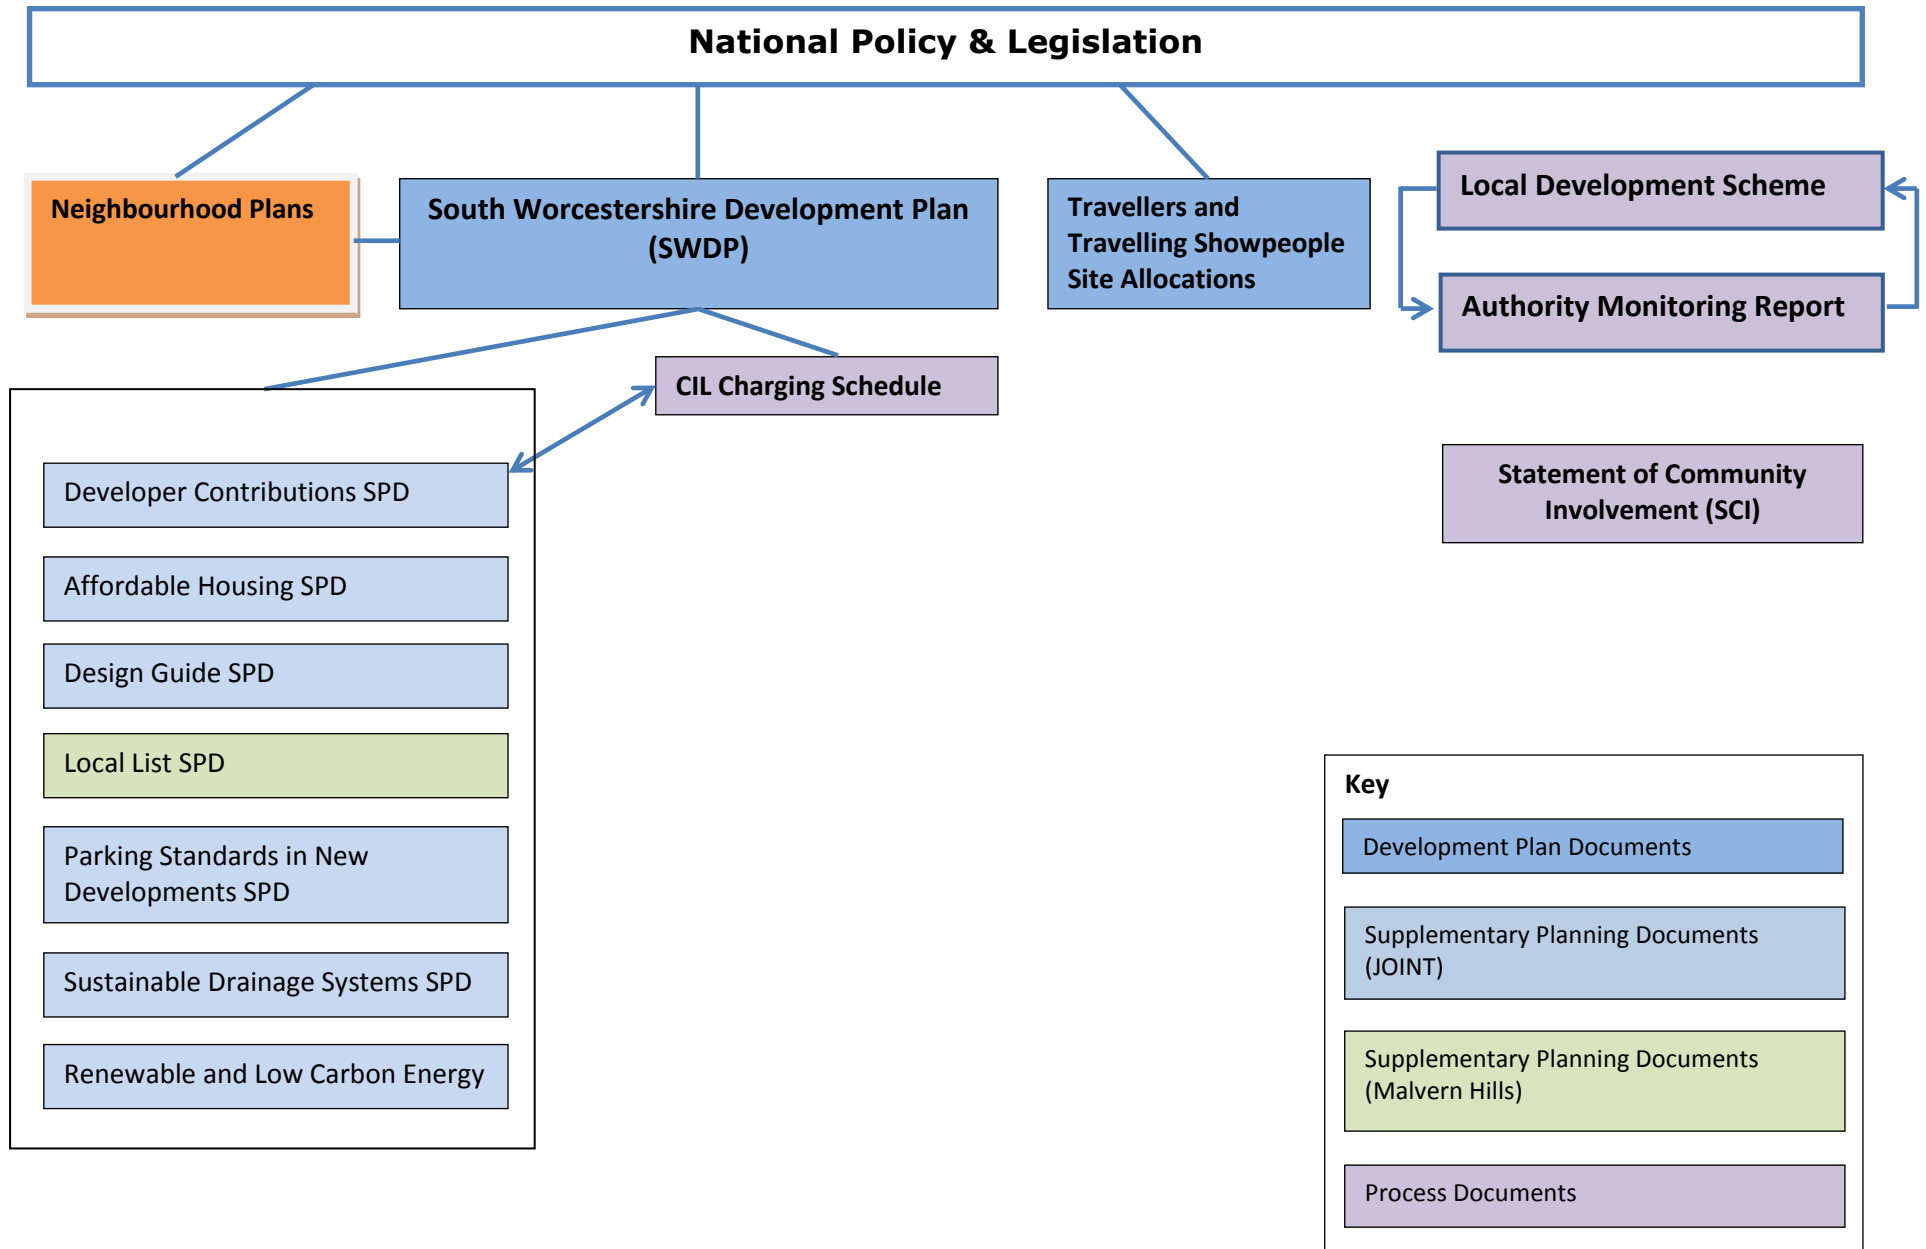 National Policy & Legislation
Neighbourhood Plans
South Worcestershire Development Plan
(SWDP)
Travellers and
Travelling Showpeople
Site Allocations
Local Development Scheme
Authority Monitoring Report
CIL Charging Schedule
Statement of Community
Involvement (SCI)
Developer Contributions SPD
Affordable Housing SPD
Design Guide SPD
Local List SPD
Parking Standards in New
Developments SPD
Sustainable Drainage Systems SPD
Renewable and Low Carbon Energy
Key
Development Plan Documents
Supplementary Planning Documents
(JOINT)
Supplementary Planning Documents
(Malvern Hills)
Process Documents